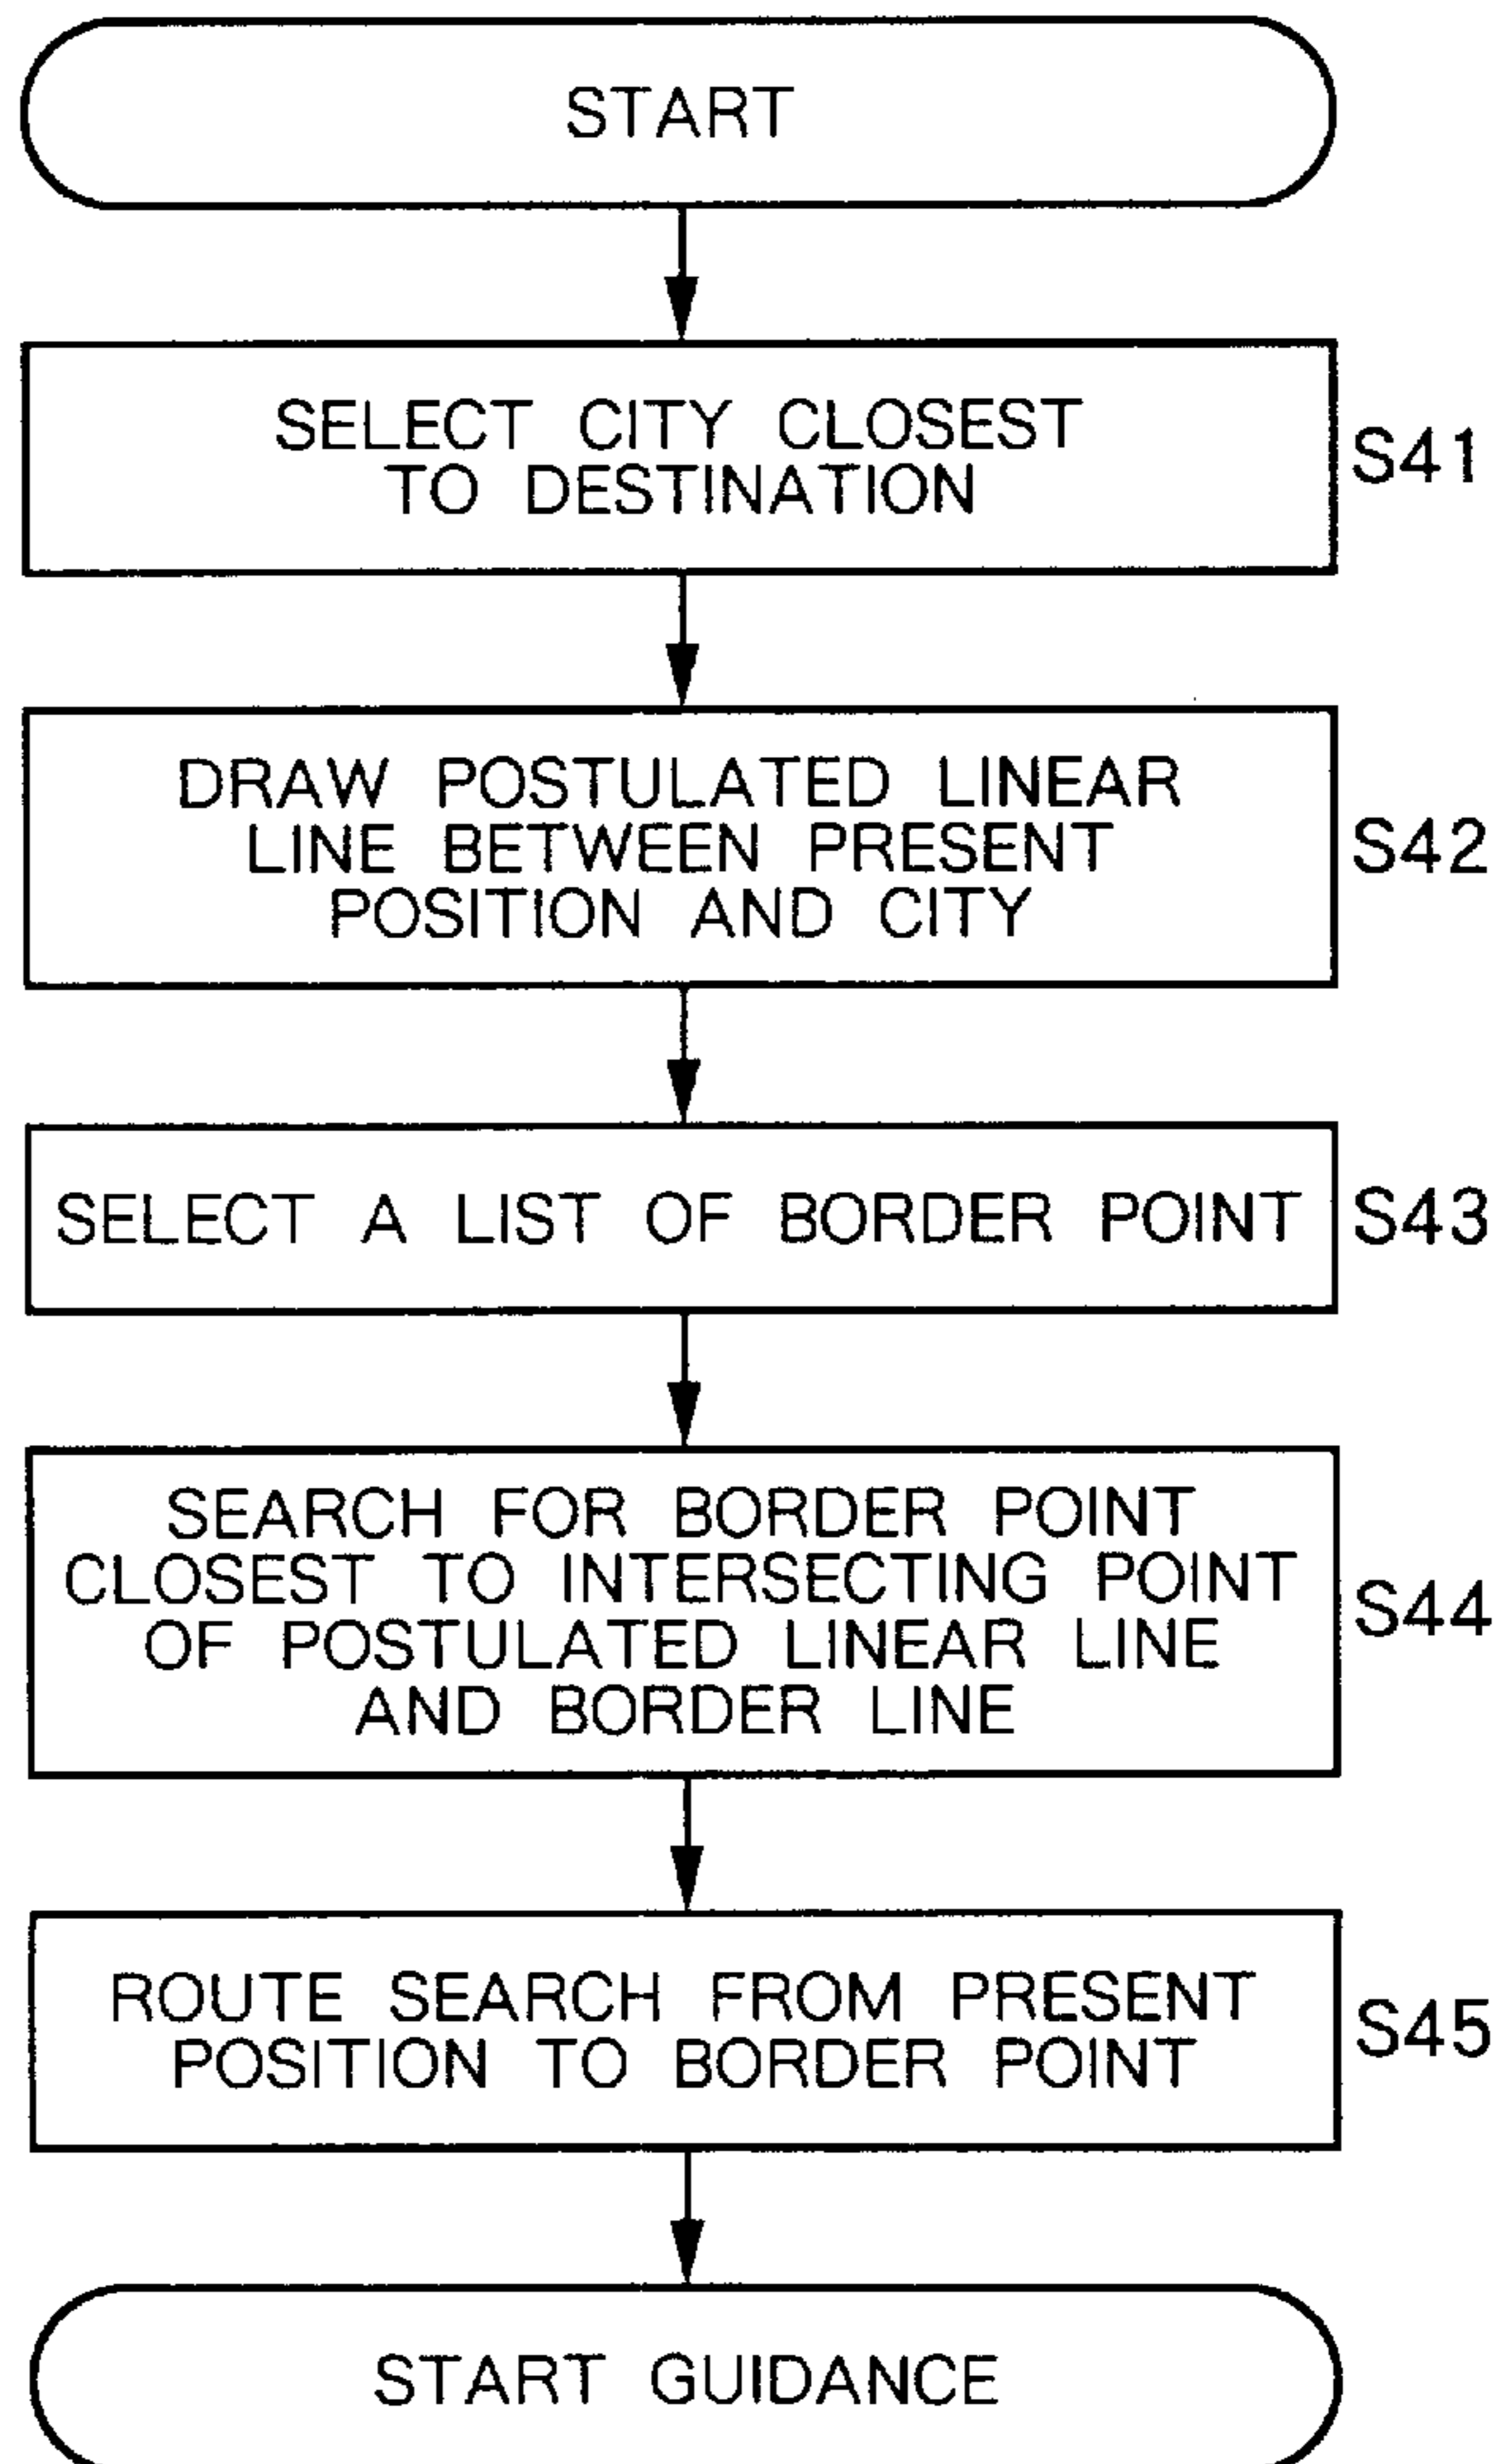 START
SELECT CITY CLOSEST
TO DESTINATION
S41
DRAW POSTULATED LINEAR
LINE BETWEEN PRESENT
POSITION AND CITY
S42
SELECT A LIST OF BORDER POINT
S43
SEARCH FOR BORDER POINT
CLOSEST TO INTERSECTING POINT
OF POSTULATED LINEAR LINE
AND BORDER LINE
S44
ROUTE SEARCH FROM PRESENT
POSITION TO BORDER POINT
S45
START GUIDANCE